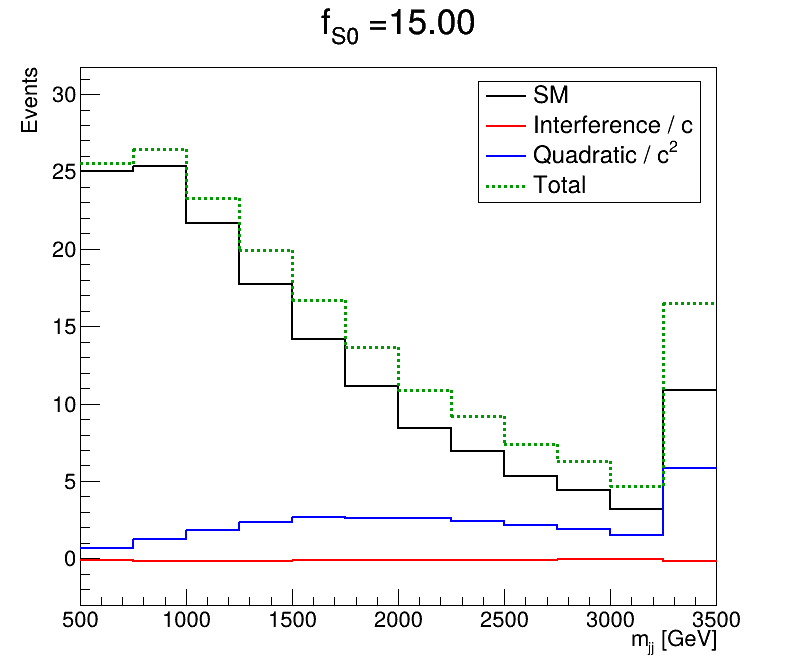 f_S0 =15.00
Events
SM
Interference / c
Quadratic / c²
Total
30
25
20
15
10
5
0
500 1000 1500 2000 2500 3000 3500
m_jj [GeV]